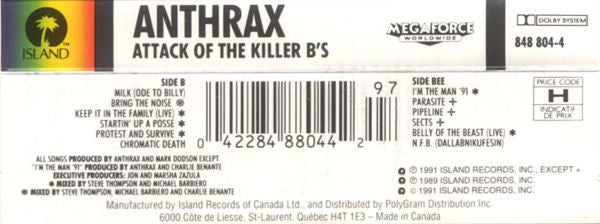 ISLAND™
ANTHRAX
ATTACK OF THE KILLER B'S
MEGAFORCE
WORLDWIDE
DOLBY SYSTEM
848 804-4
SIDE B
MILK (ODE TO BILLY)
BRING THE NOISE ⊛
KEEP IT IN THE FAMILY (LIVE) ✶
STARTIN' UP A POSSE ✶
PROTEST AND SURVIVE ✶
CHROMATIC DEATH
97
0 42284 88044 2
SIDE BEE
I'M THE MAN '91 ✶
PARASITE +
PIPELINE +
SECTS +
BELLY OF THE BEAST (LIVE) ✶
N.F.B. (DALLABNIKUFESIN)
PRICE CODE
H
INDICATIF
DE PRIX
ALL SONGS PRODUCED BY ANTHRAX AND MARK DODSON EXCEPT
"I'M THE MAN '91" PRODUCED BY ANTHRAX AND CHARLIE BENANTE
EXECUTIVE PRODUCERS: JON AND MARSHA ZAZULA
✶ MIXED BY STEVE THOMPSON AND MICHAEL BARBIERO
⊛ MIXED BY STEVE THOMPSON, MICHAEL BARBIERO AND CHARLIE BENANTE
℗ 1991 ISLAND RECORDS, INC., EXCEPT +
℗ 1989 ISLAND RECORDS, INC.
© 1991 ISLAND RECORDS, INC.
Manufactured by Island Records of Canada Ltd., and Distributed by PolyGram Distribution Inc.
6000 Côte de Liesse, St-Laurent, Québec H4T 1E3 — Made in Canada